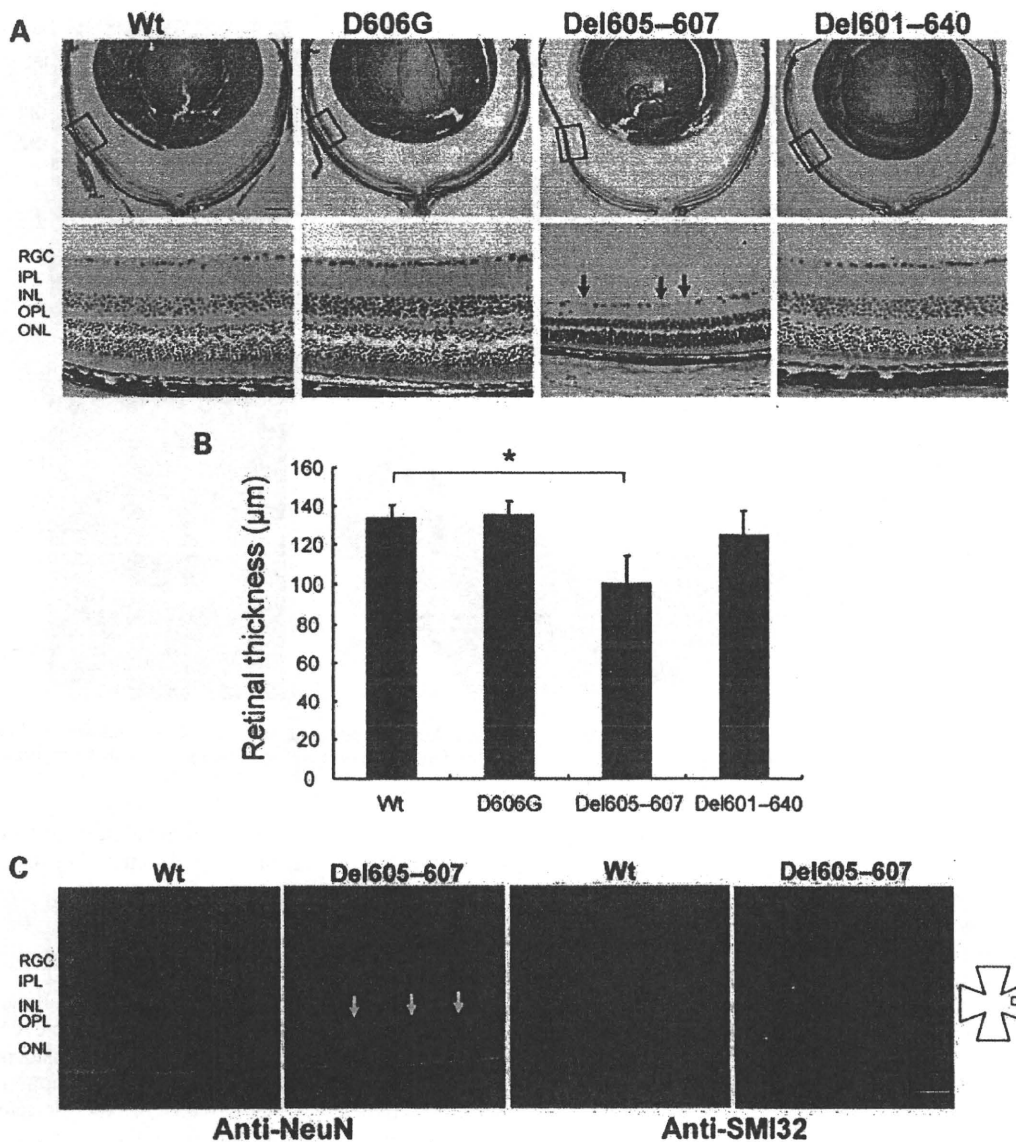 A
Wt D606G Del605–607 Del601–640
RGC
IPL
INL
OPL
ONL
B
*
Retinal thickness (µm)
160
140
120
100
80
60
40
20
0
Wt D606G Del605–607 Del601–640
C
Wt Del605–607 Wt Del605–607
RGC
IPL
INL
OPL
ONL
Anti-NeuN Anti-SMI32